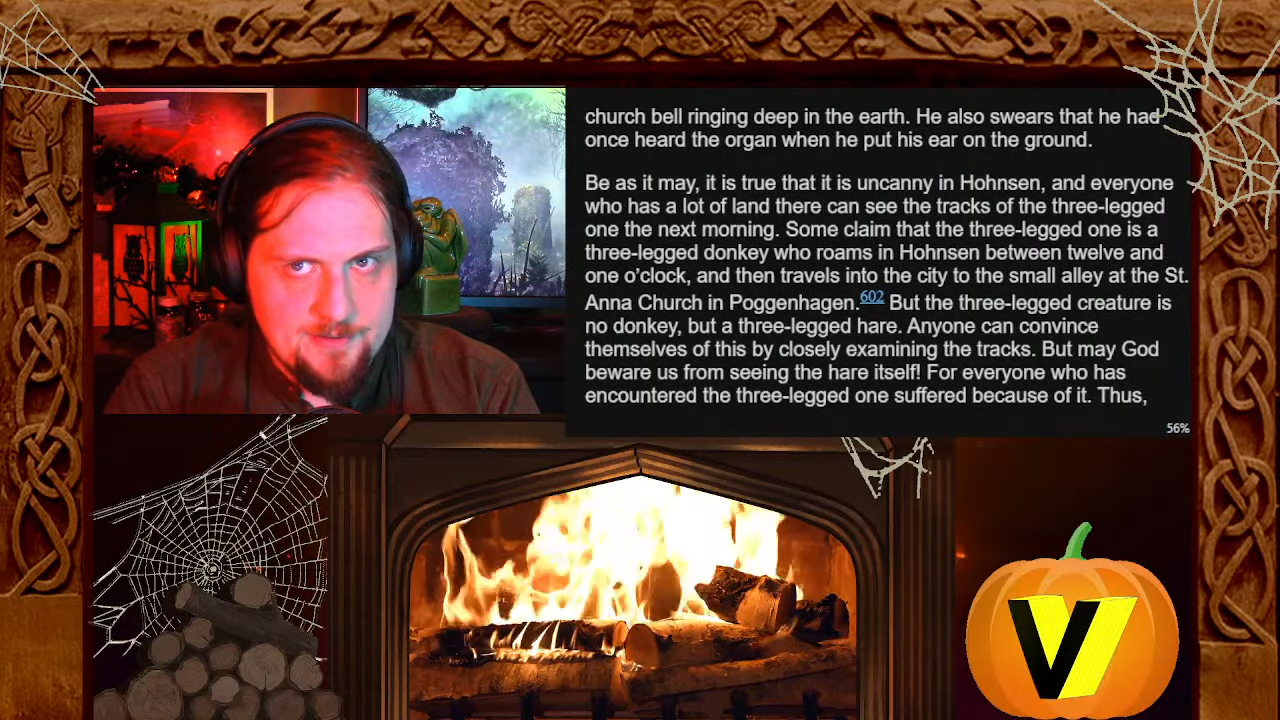 church bell ringing deep in the earth. He also swears that he had
once heard the organ when he put his ear on the ground.
Be as it may, it is true that it is uncanny in Hohnsen, and everyone
who has a lot of land there can see the tracks of the three-legged
one the next morning. Some claim that the three-legged one is a
three-legged donkey who roams in Hohnsen between twelve and
one o’clock, and then travels into the city to the small alley at the St.
Anna Church in Poggenhagen.602 But the three-legged creature is
no donkey, but a three-legged hare. Anyone can convince
themselves of this by closely examining the tracks. But may God
beware us from seeing the hare itself! For everyone who has
encountered the three-legged one suffered because of it. Thus,
56%
V